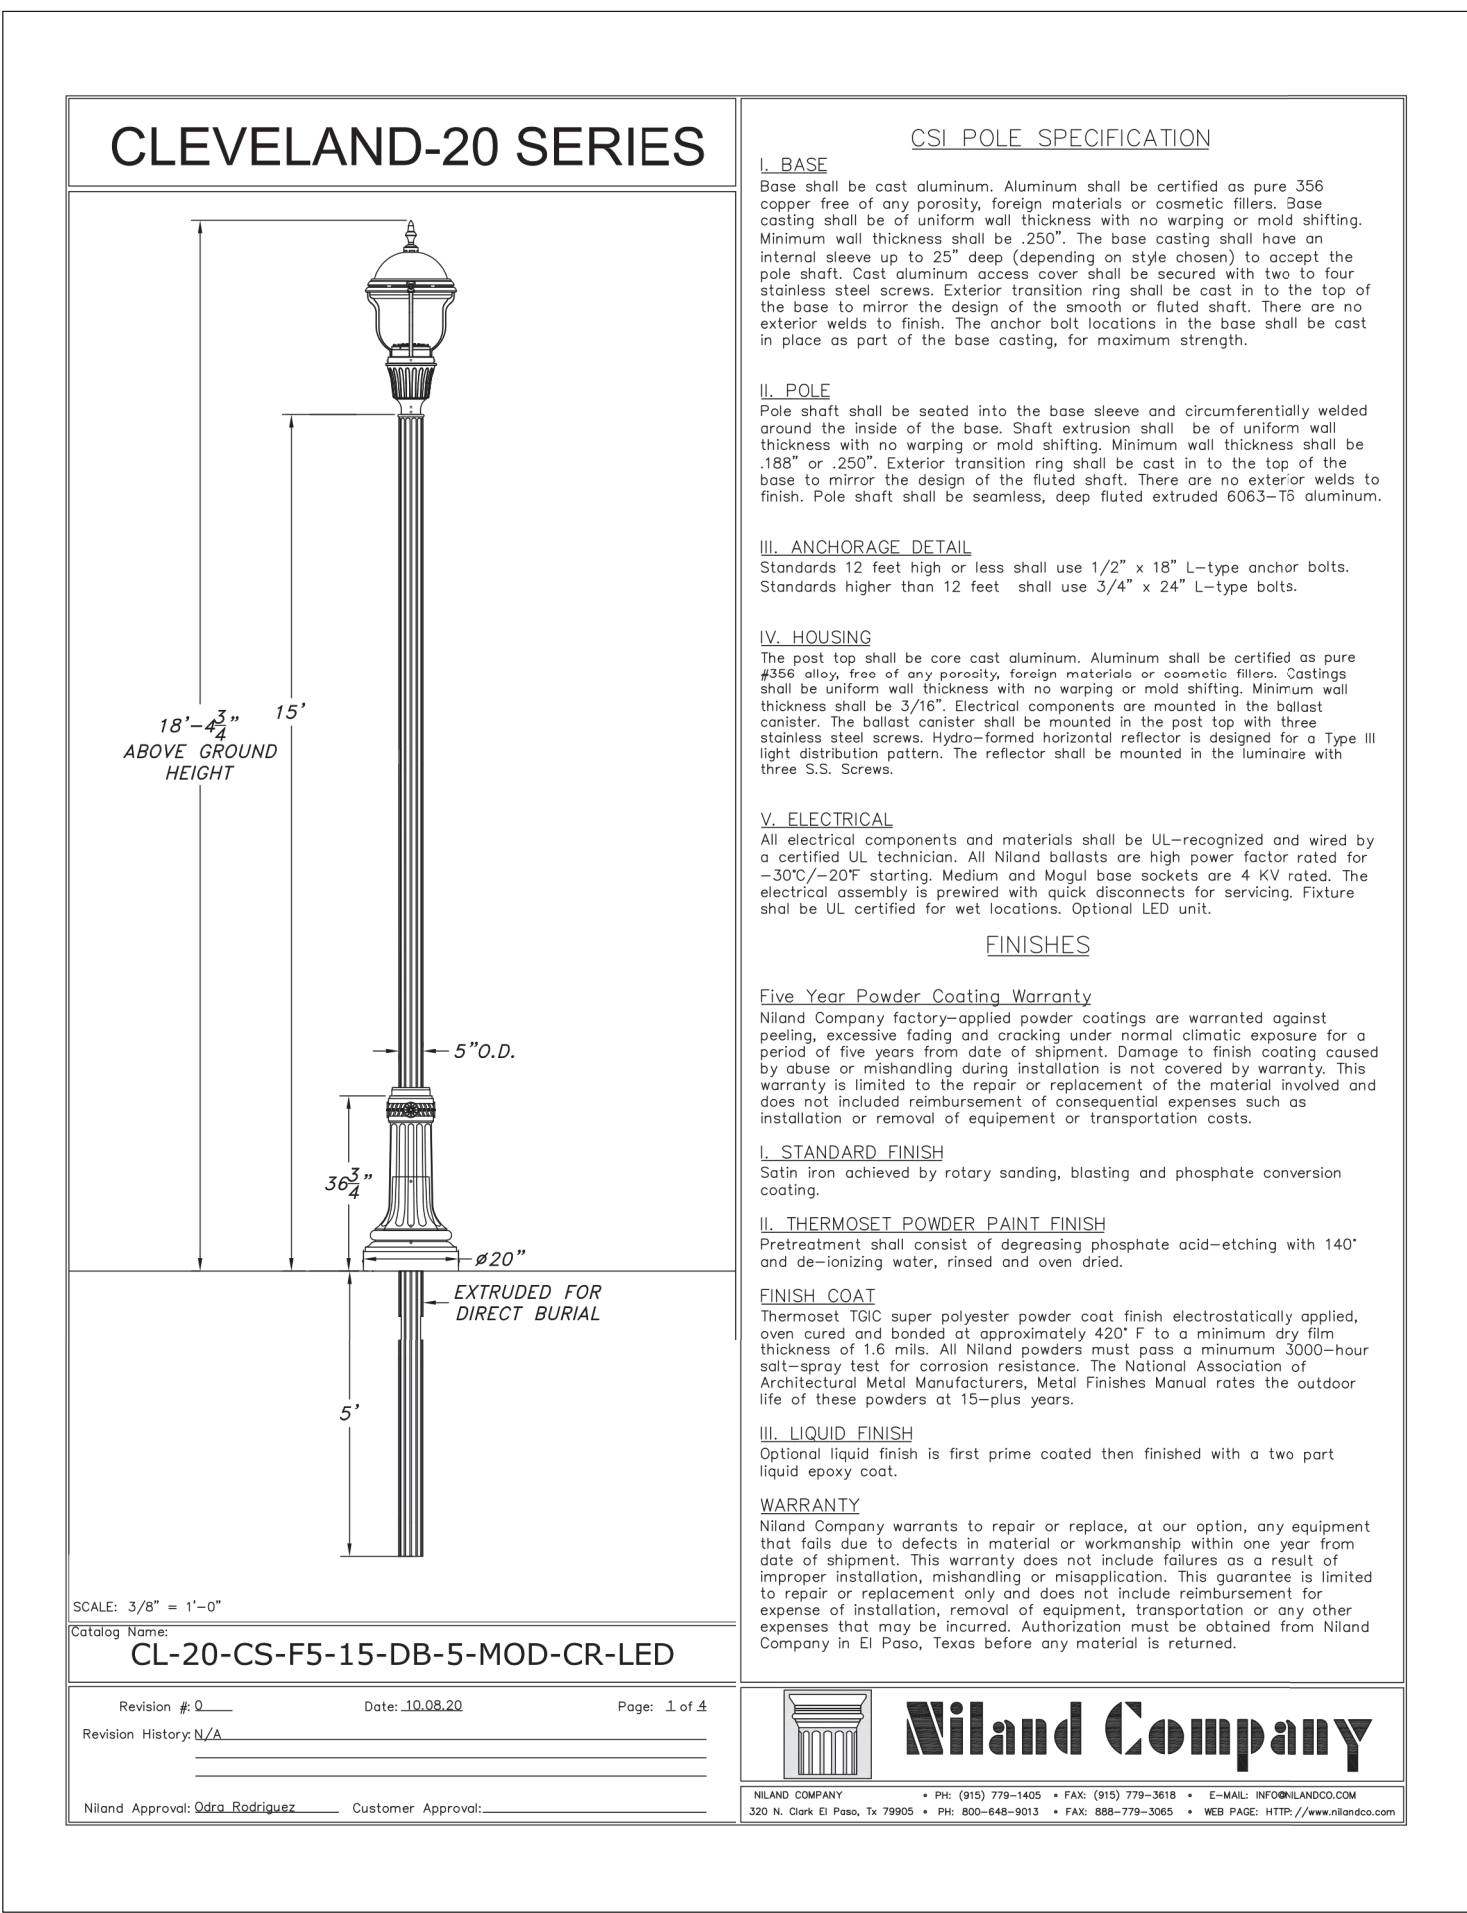 CLEVELAND-20 SERIES
18'-4 3/4"
ABOVE GROUND
HEIGHT
15'
5"O.D.
36 3/4"
ø20"
EXTRUDED FOR
DIRECT BURIAL
5'
SCALE: 3/8" = 1'-0"
Catalog Name:
CL-20-CS-F5-15-DB-5-MOD-CR-LED
Revision #: 0
Date: 10.08.20
Page: 1 of 4
Revision History: N/A
Niland Approval: Odra Rodriguez
Customer Approval:
CSI POLE SPECIFICATION
I. BASE
Base shall be cast aluminum. Aluminum shall be certified as pure 356
copper free of any porosity, foreign materials or cosmetic fillers. Base
casting shall be of uniform wall thickness with no warping or mold shifting.
Minimum wall thickness shall be .250". The base casting shall have an
internal sleeve up to 25" deep (depending on style chosen) to accept the
pole shaft. Cast aluminum access cover shall be secured with two to four
stainless steel screws. Exterior transition ring shall be cast in to the top of
the base to mirror the design of the smooth or fluted shaft. There are no
exterior welds to finish. The anchor bolt locations in the base shall be cast
in place as part of the base casting, for maximum strength.
II. POLE
Pole shaft shall be seated into the base sleeve and circumferentially welded
around the inside of the base. Shaft extrusion shall be of uniform wall
thickness with no warping or mold shifting. Minimum wall thickness shall be
.188" or .250". Exterior transition ring shall be cast in to the top of the
base to mirror the design of the fluted shaft. There are no exterior welds to
finish. Pole shaft shall be seamless, deep fluted extruded 6063-T6 aluminum.
III. ANCHORAGE DETAIL
Standards 12 feet high or less shall use 1/2" x 18" L-type anchor bolts.
Standards higher than 12 feet shall use 3/4" x 24" L-type bolts.
IV. HOUSING
The post top shall be core cast aluminum. Aluminum shall be certified as pure
#356 alloy, free of any porosity, foreign materials or cosmetic fillers. Castings
shall be uniform wall thickness with no warping or mold shifting. Minimum wall
thickness shall be 3/16". Electrical components are mounted in the ballast
canister. The ballast canister shall be mounted in the post top with three
stainless steel screws. Hydro-formed horizontal reflector is designed for a Type III
light distribution pattern. The reflector shall be mounted in the luminaire with
three S.S. Screws.
V. ELECTRICAL
All electrical components and materials shall be UL-recognized and wired by
a certified UL technician. All Niland ballasts are high power factor rated for
-30°C/-20°F starting. Medium and Mogul base sockets are 4 KV rated. The
electrical assembly is prewired with quick disconnects for servicing. Fixture
shal be UL certified for wet locations. Optional LED unit.
FINISHES
Five Year Powder Coating Warranty
Niland Company factory-applied powder coatings are warranted against
peeling, excessive fading and cracking under normal climatic exposure for a
period of five years from date of shipment. Damage to finish coating caused
by abuse or mishandling during installation is not covered by warranty. This
warranty is limited to the repair or replacement of the material involved and
does not included reimbursement of consequential expenses such as
installation or removal of equipement or transportation costs.
I. STANDARD FINISH
Satin iron achieved by rotary sanding, blasting and phosphate conversion
coating.
II. THERMOSET POWDER PAINT FINISH
Pretreatment shall consist of degreasing phosphate acid-etching with 140°
and de-ionizing water, rinsed and oven dried.
FINISH COAT
Thermoset TGIC super polyester powder coat finish electrostatically applied,
oven cured and bonded at approximately 420° F to a minimum dry film
thickness of 1.6 mils. All Niland powders must pass a minumum 3000-hour
salt-spray test for corrosion resistance. The National Association of
Architectural Metal Manufacturers, Metal Finishes Manual rates the outdoor
life of these powders at 15-plus years.
III. LIQUID FINISH
Optional liquid finish is first prime coated then finished with a two part
liquid epoxy coat.
WARRANTY
Niland Company warrants to repair or replace, at our option, any equipment
that fails due to defects in material or workmanship within one year from
date of shipment. This warranty does not include failures as a result of
improper installation, mishandling or misapplication. This guarantee is limited
to repair or replacement only and does not include reimbursement for
expense of installation, removal of equipment, transportation or any other
expenses that may be incurred. Authorization must be obtained from Niland
Company in El Paso, Texas before any material is returned.
Niland Company
NILAND COMPANY • PH: (915) 779-1405 • FAX: (915) 779-3618 • E-MAIL: INFO@NILANDCO.COM
320 N. Clark El Paso, Tx 79905 • PH: 800-648-9013 • FAX: 888-779-3065 • WEB PAGE: HTTP://www.nilandco.com